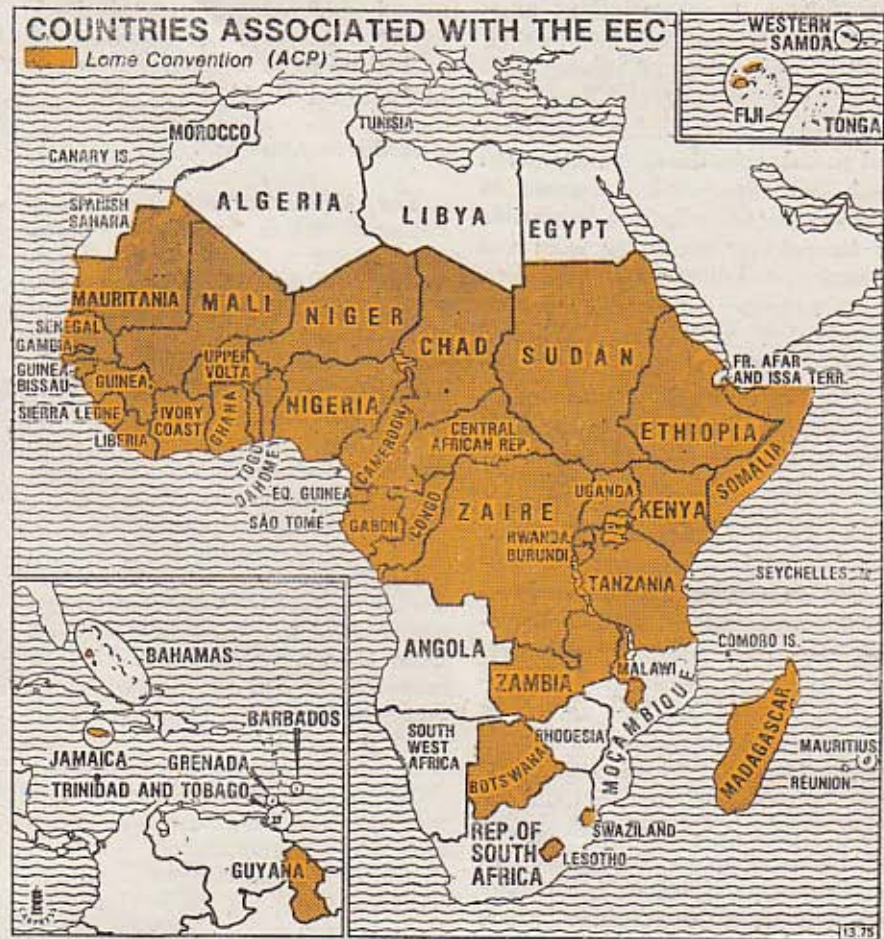 COUNTRIES ASSOCIATED WITH THE EEC
Lome Convention (ACP)
WESTERN
SAMOA
FIJI
TONGA
MOROCCO
TUNISIA
CANARY IS.
SPANISH
SAHARA
ALGERIA
LIBYA
EGYPT
MAURITANIA
MALI
NIGER
CHAD
SUDAN
SENEGAL
GAMBIA
GUINEA
BISSAU
GUINEA
UPPER
VOLTA
FR. AFAR
AND ISSA TERR.
SIERRA LEONE
LIBERIA
IVORY
COAST
GHANA
NIGERIA
TOGO
DAHOME
CAMEROON
CENTRAL
AFRICAN REP.
ETHIOPIA
SOMALIA
EQ. GUINEA
SÃO TOME
GABON
CONGO
ZAIRE
UGANDA
KENYA
RWANDA
BURUNDI
TANZANIA
SEYCHELLES
COMORO IS.
ANGOLA
ZAMBIA
MALAWI
MOÇAMBIQUE
MADAGASCAR
MAURITIUS
REUNION
SOUTH
WEST
AFRICA
BOTSWANA
RHODESIA
REP. OF
SOUTH
AFRICA
SWAZILAND
LESOTHO
BAHAMAS
BARBADOS
JAMAICA
GRENADA
TRINIDAD AND TOBAGO
GUYANA
13.75